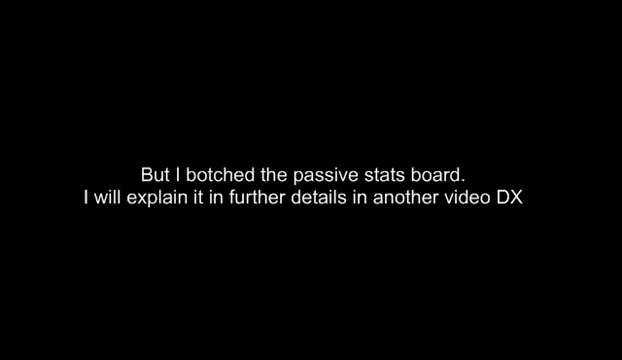 But I botched the passive stats board.
I will explain it in further details in another video DX